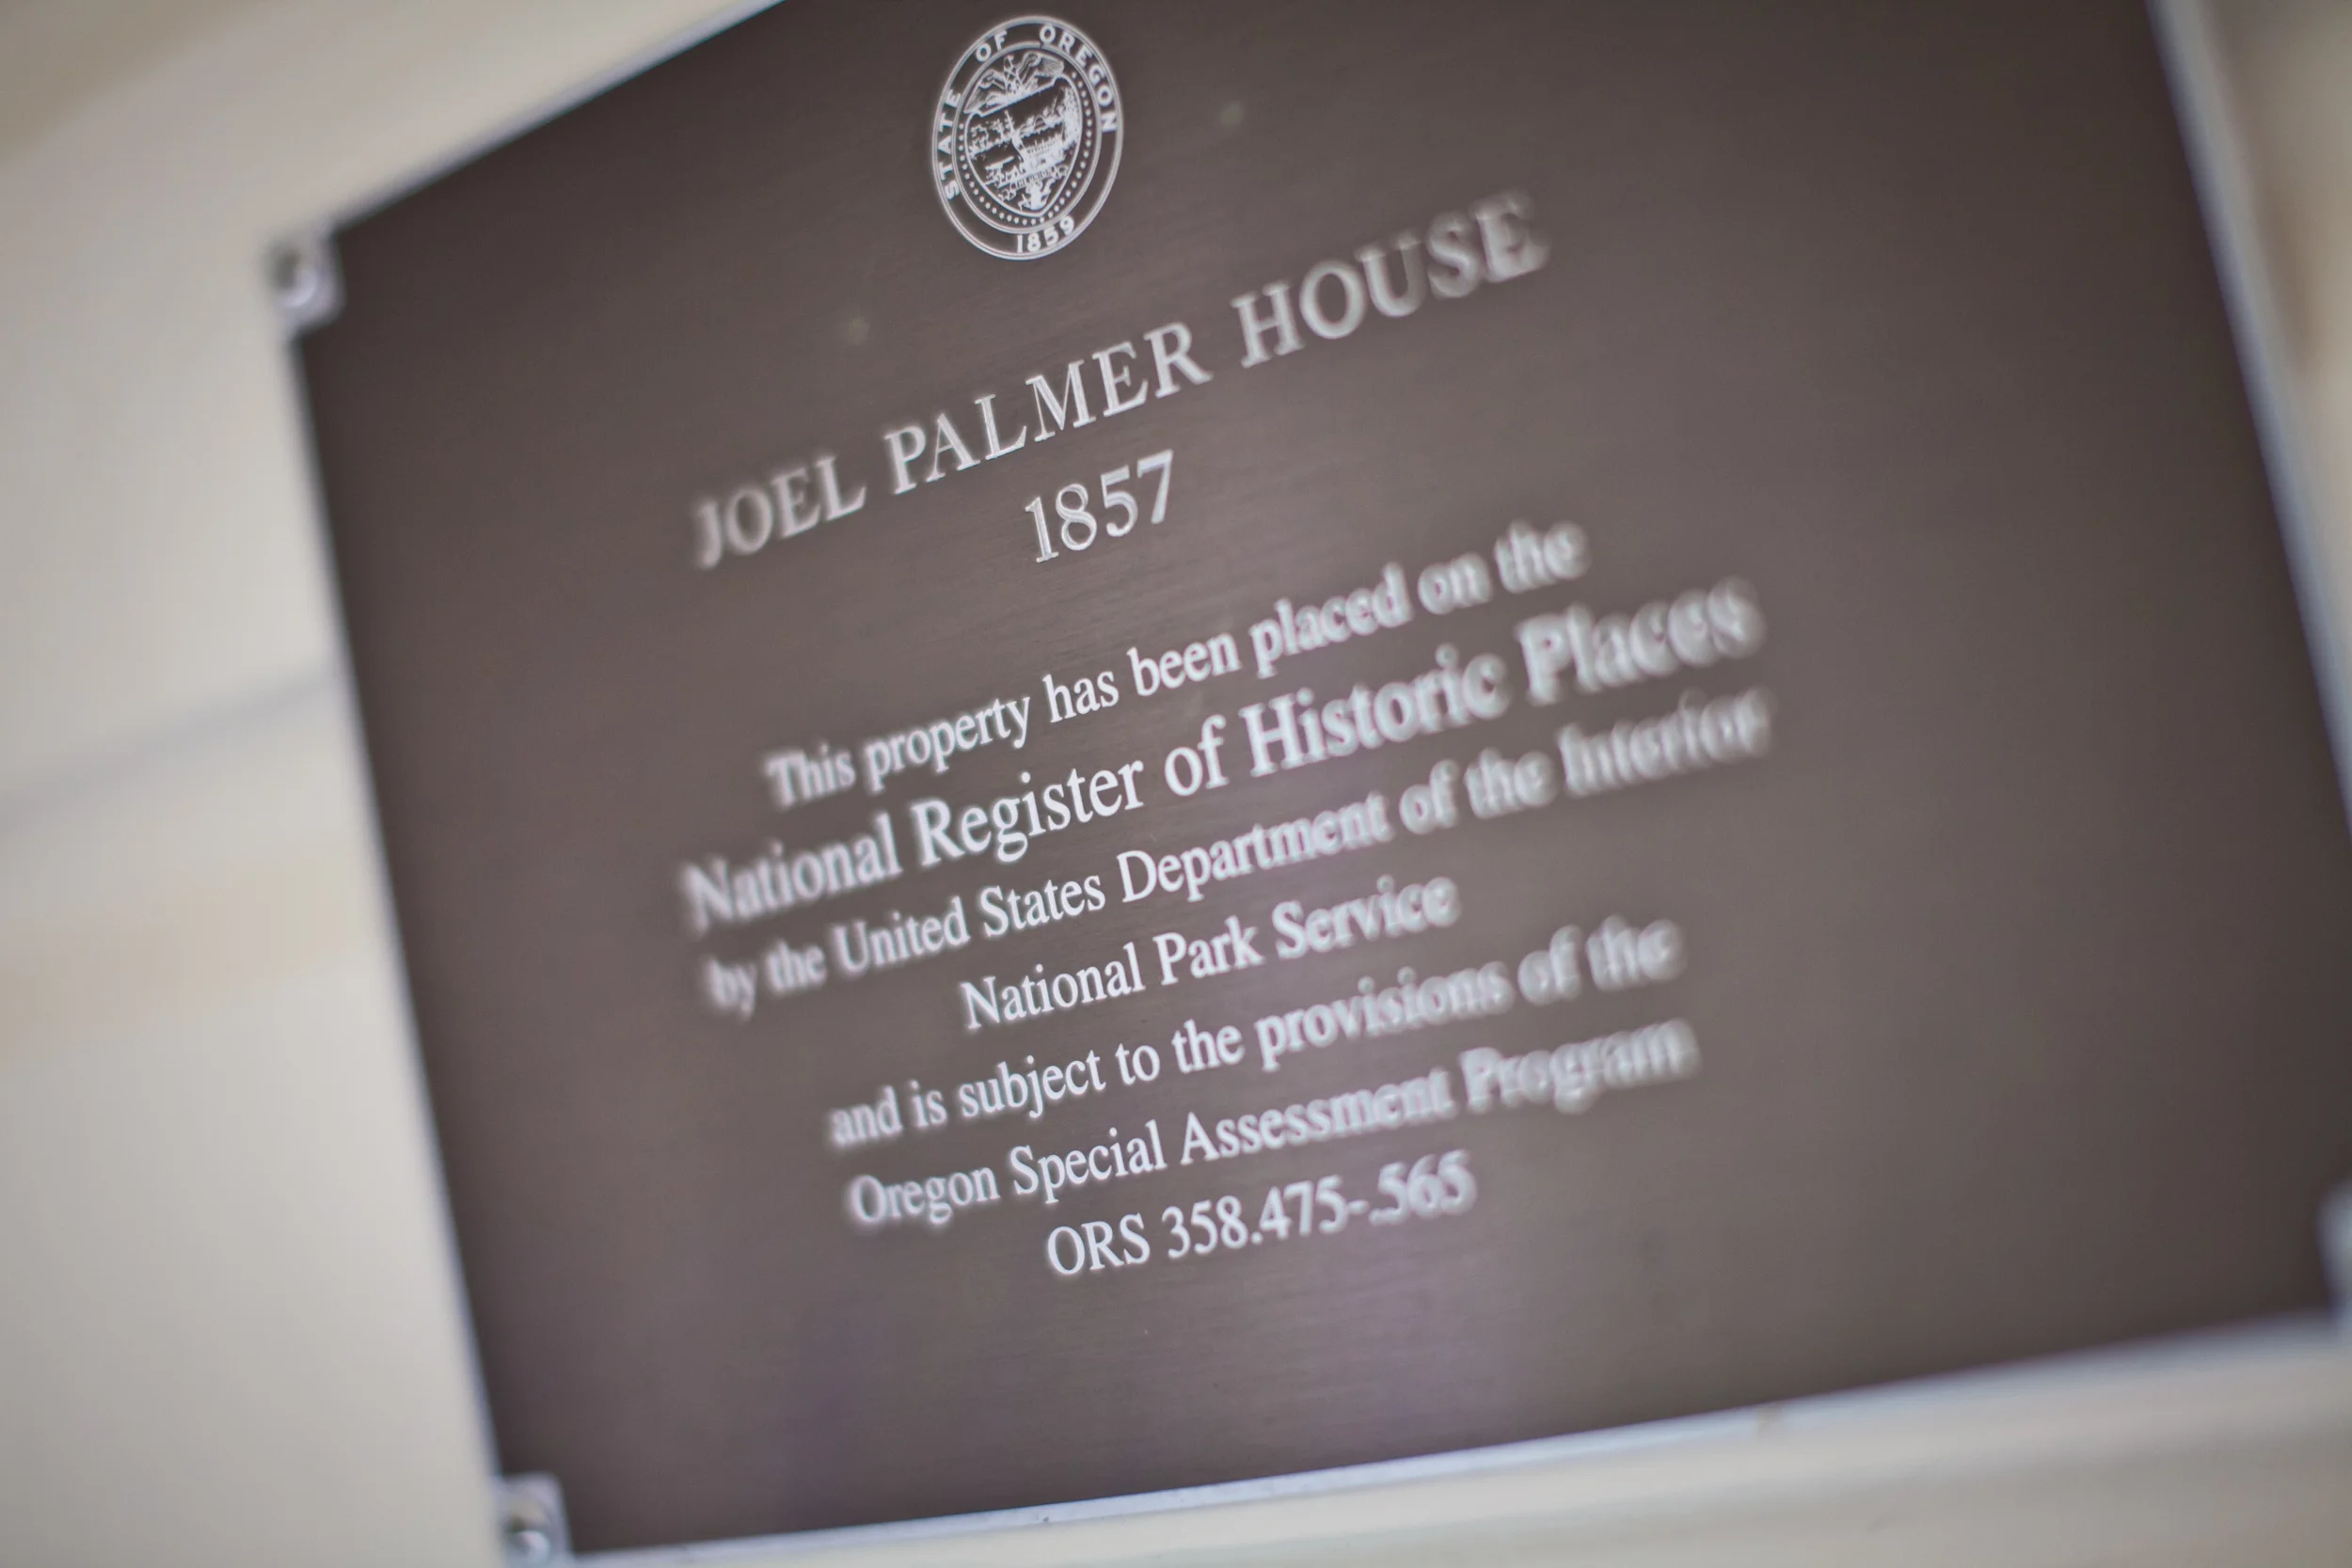 STATE OF OREGON
1859
JOEL PALMER HOUSE
1857
This property has been placed on the
National Register of Historic Places
by the United States Department of the Interior
National Park Service
and is subject to the provisions of the
Oregon Special Assessment Program
ORS 358.475-.565